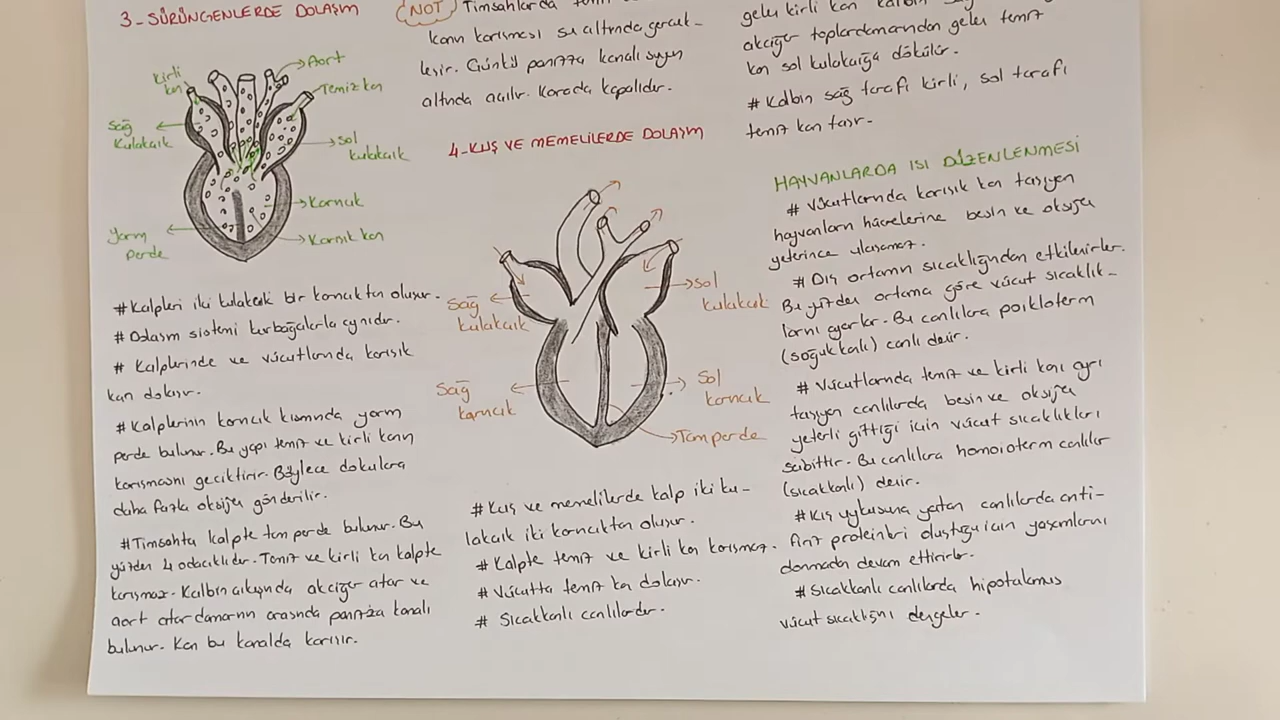 3-SÜRÜNGENLERDE DOLAŞIM
Kirli
kan
Aort
Temiz kan
Sağ
Kulakçık
Sol
kulakçık
Karıncık
Karışık kan
Yarım
perde
#Kalpleri iki kulakçık bir karıncıktan oluşur.
#Dolaşım sistemi kurbağalarla aynıdır.
# Kalplerinde ve vücutlarında karışık
kan dolaşır.
#Kalplerinin karıncık kısmında yarım
perde bulunur. Bu yapı temiz ve kirli kanın
karışmasını geciktirir. Böylece dokulara
daha fazla oksijen gönderilir.
#Timsahta kalpte tam perde bulunur. Bu
yüzden 4 odacıklıdır. Temiz ve kirli kan kalpte
karışmaz. Kalbin çıkışında akciğer atar ve
aort atardamarın arasında panizza kanalı
bulunur. Kan bu kanalda karışır.
NOT Timsahlarda
kanın karışması su altında gerçek-
leşir. Çünkü panizza kanalı suyun
altında açılır. Karada kapalıdır.
4-KUŞ VE MEMELİLERDE DOLAŞIM
Sağ
kulakçık
Sol
kulakçık
Sağ
karıncık
Sol
karıncık
Tam perde
#Kuş ve memelilerde kalp iki ku-
lakçık iki karıncıktan oluşur.
#Kalpte temiz ve kirli kan karışmaz.
#Vücutta temiz kan dolaşır.
# Sıcakkanlı canlılardır.
gelen kirli kan kalbin
akciğer toplardamarından gelen temiz
kan sol kulakçığa dökülür.
#Kalbin sağ tarafı kirli, sol tarafı
temiz kan taşır.
HAYVANLARDA ISI DÜZENLENMESİ
# Vücutlarında karışık kan taşıyan
hayvanların hücrelerine besin ve oksijen
yeterince ulaşamaz.
#Dış ortamın sıcaklığından etkilenirler.
Bu yüzden ortama göre vücut sıcaklık-
larını ayarlar. Bu canlılara poikloterm
(soğukkanlı) canlı denir.
#Vücutlarında temiz ve kirli kanı ayrı
taşıyan canlılarda besin ve oksijen
yeterli gittiği için vücut sıcaklıkları
sabittir. Bu canlılara homoioterm canlılar
(sıcakkanlı) denir.
#Kış uykusuna yatan canlılarda anti-
firiz proteinleri oluştuğu için yaşamlarını
donmadan devam ettirirler.
#Sıcakkanlı canlılarda hipotalamus
vücut sıcaklığını dengeler.